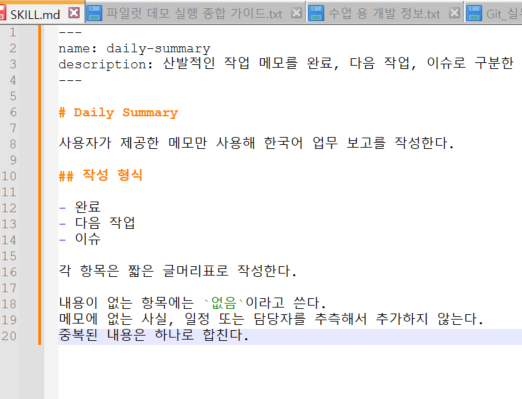 SKILL.md 파일럿 데모 실행 종합 가이드.txt 수업 용 개발 정보.txt
1 ---
2 name: daily-summary
3 description: 산발적인 작업 메모를 완료, 다음 작업, 이슈로 구분한
4 ---
5
6 # Daily Summary
7
8 사용자가 제공한 메모만 사용해 한국어 업무 보고를 작성한다.
9
10 ## 작성 형식
11
12 - 완료
13 - 다음 작업
14 - 이슈
15
16 각 항목은 짧은 글머리표로 작성한다.
17
18 내용이 없는 항목에는 `없음`이라고 쓴다.
19 메모에 없는 사실, 일정 또는 담당자를 추측해서 추가하지 않는다.
20 중복된 내용은 하나로 합친다.